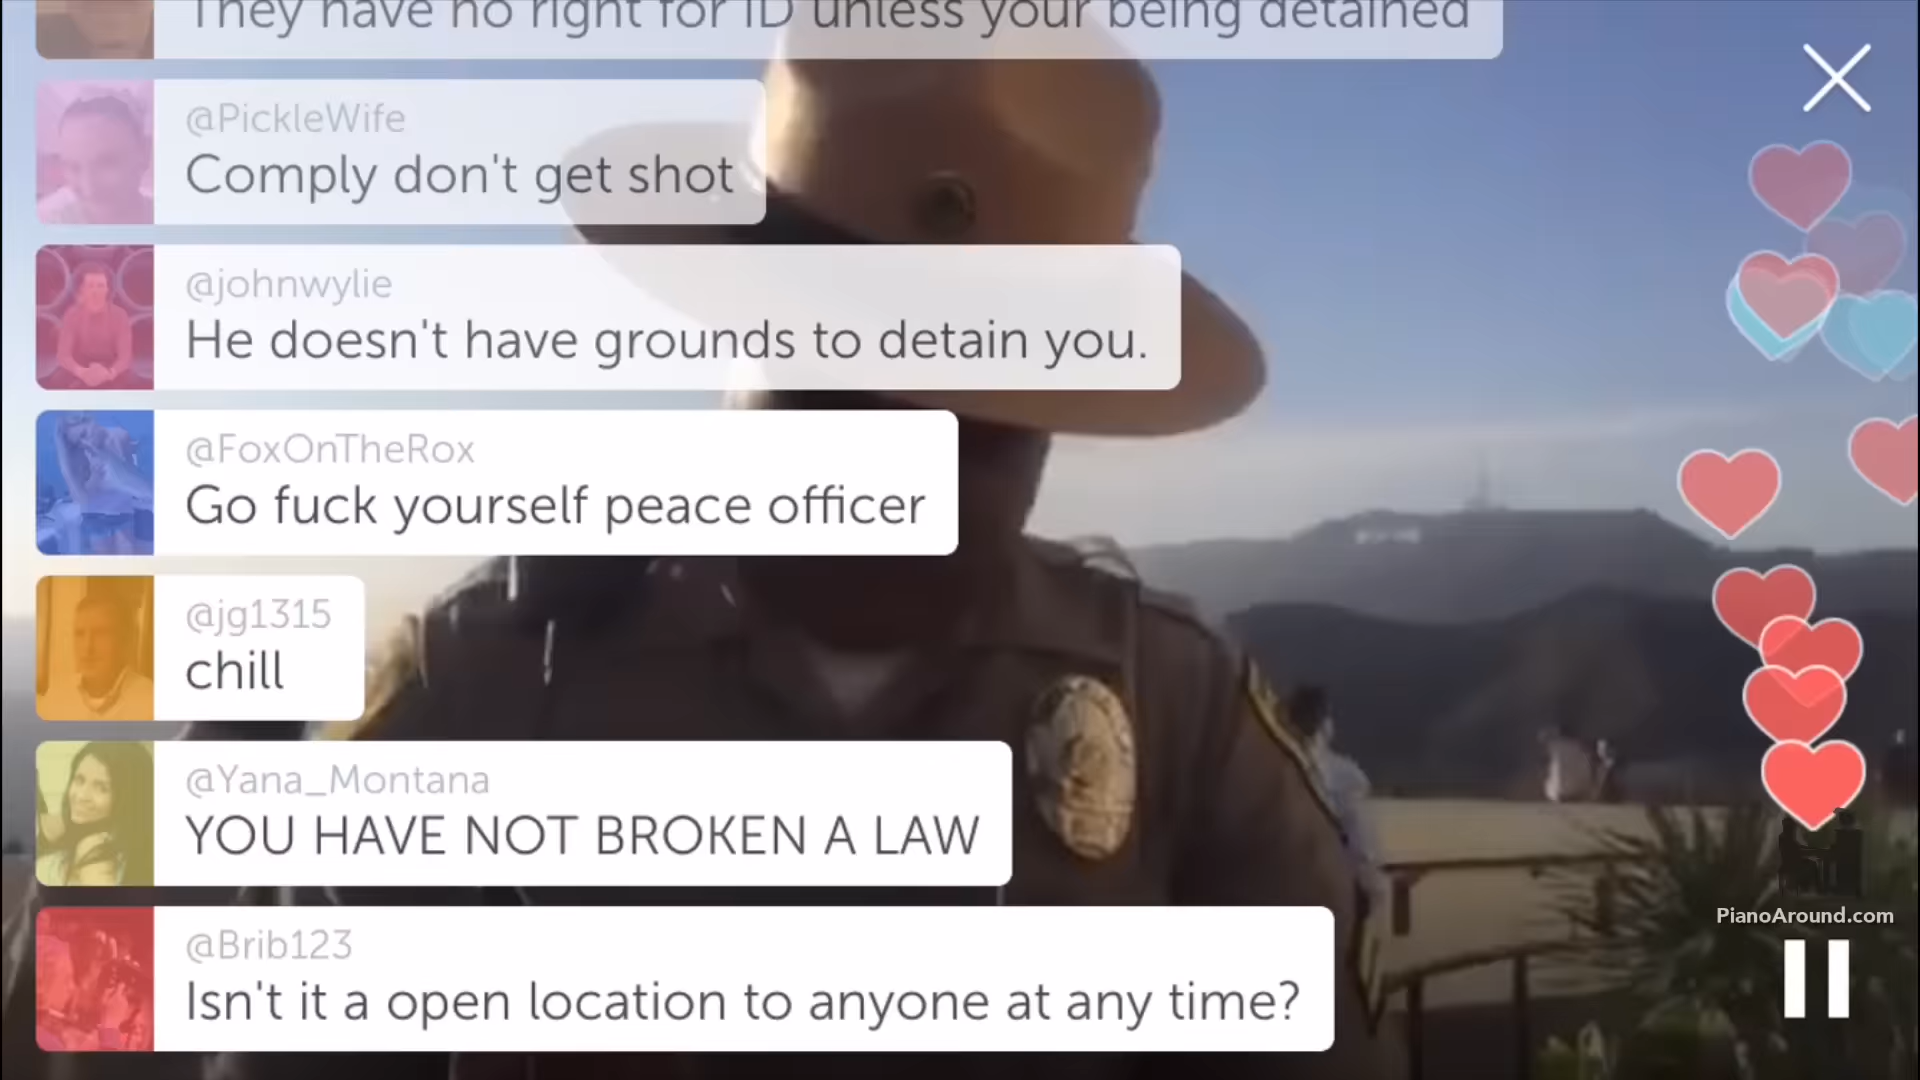 They have no right for ID unless your being detained
@PickleWife
Comply don't get shot
@johnwylie
He doesn't have grounds to detain you.
@FoxOnTheRox
Go fuck yourself peace officer
@jg1315
chill
@Yana_Montana
YOU HAVE NOT BROKEN A LAW
@Brib123
Isn't it a open location to anyone at any time?
PianoAround.com